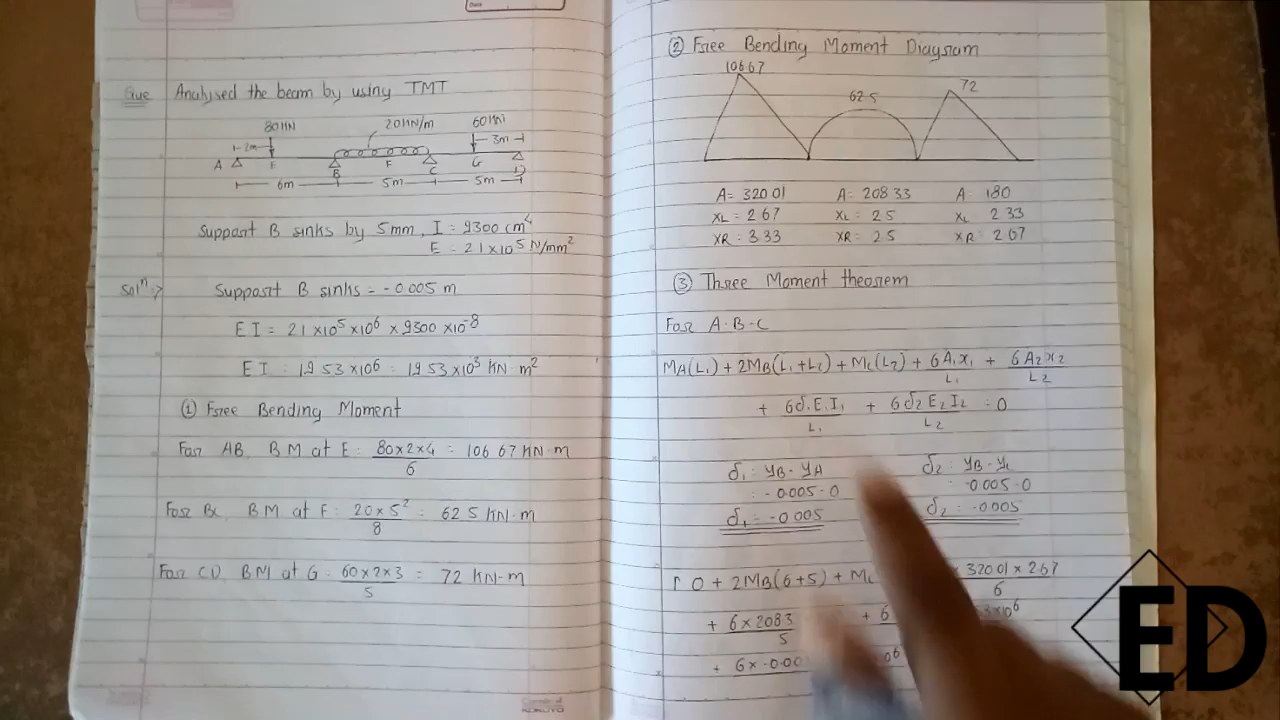 Date
Que Analysed the beam by using TMT
80KN 20KN/m 60KN
2m 3m
A E B F C G D
6m 5m 5m
Support B sinks by 5mm, I = 9300 cm⁴
E = 2.1×10⁵ N/mm²
Solⁿ⇒ Support B sinks = -0.005 m
EI = 2.1×10⁵×10⁶×9300×10⁻⁸
EI = 19.53×10⁶ = 19.53×10³ KN·m²
① Free Bending Moment
For AB, BM at E = 80×2×4/6 = 106.67 KN·m
For BC, BM at F = 20×5²/8 = 62.5 KN·m
For CD, BM at G = 60×2×3/5 = 72 KN-m
KOKUYO
② Free Bending Moment Diagram
106.67 62.5 72
A = 320.01 A = 208.33 A = 180
XL = 2.67 XL = 2.5 XL = 2.33
XR = 3.33 XR = 2.5 XR = 2.67
③ Three Moment theorem
For A-B-C
MA(L1) + 2MB(L1+L2) + MC(L2) + 6A1x1/L1 + 6A2x2/L2
+ 6δ1E1I1/L1 + 6δ2E2I2/L2 = 0
δ1 = yB - yA δ2 = yB - yC
= -0.005-0 = -0.005-0
δ1 = -0.005 δ2 = -0.005
0 + 2MB(6+5) + MC × 320.01×2.67/6
+ 6×208.3 /5 + 6 ×10⁶
+ 6×-0.00
ED